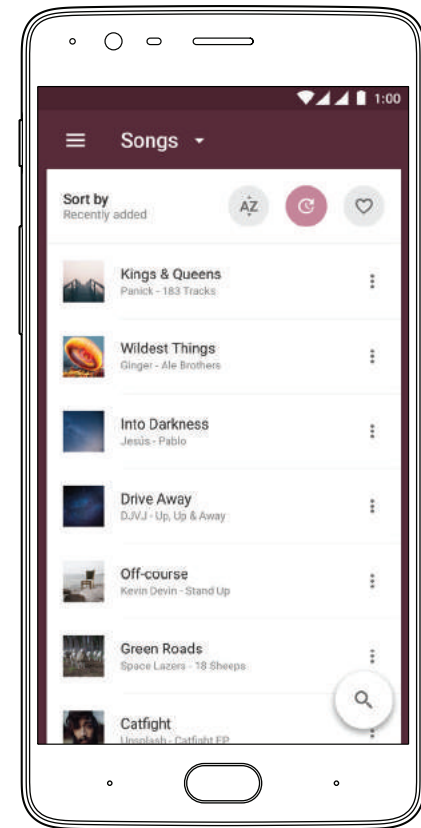 1:00
Songs
Sort by
Recently added
AZ
Kings & Queens
Panick - 183 Tracks
Wildest Things
Ginger - Ale Brothers
Into Darkness
Jesús - Pablo
Drive Away
DJVJ - Up, Up & Away
Off-course
Kevin Devin - Stand Up
Green Roads
Space Lazers - 18 Sheeps
Catfight
Unsplash - Catfight EP